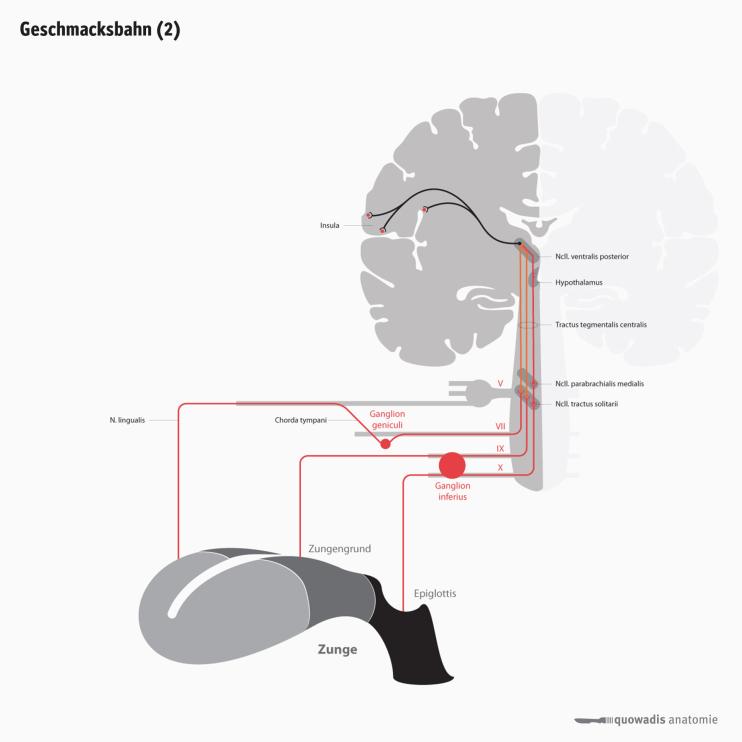 Geschmacksbahn (2)
Insula
Ncll. ventralis posterior
Hypothalamus
Tractus tegmentalis centralis
V
Ncll. parabrachialis medialis
Ncll. tractus solitarii
N. lingualis
Chorda tympani
Ganglion
geniculi
VII
IX
X
Ganglion
inferius
Zungengrund
Epiglottis
Zunge
quowadis anatomie